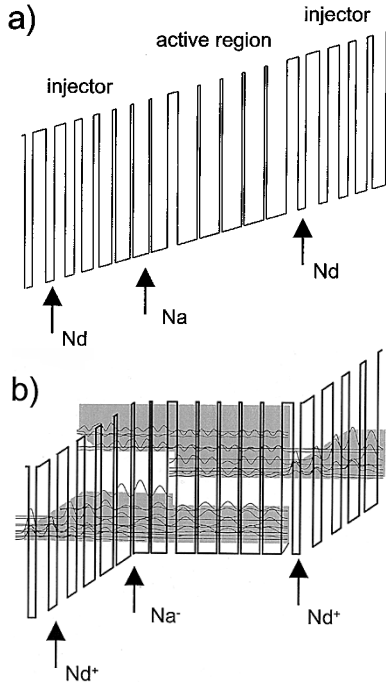 a)
injector
active region
injector
Nd
Na
Nd
b)
Nd+
Na-
Nd+